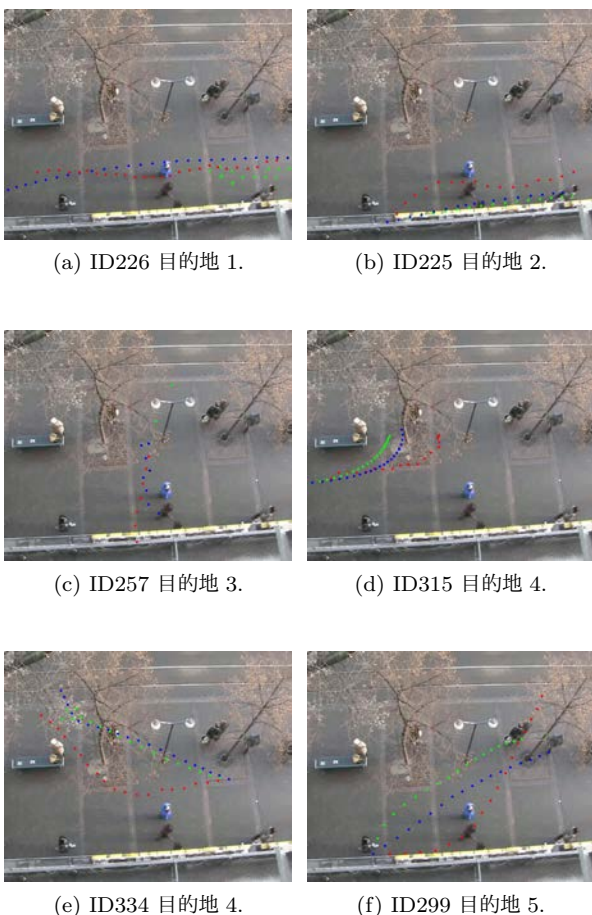 (a) ID226 目的地 1.
(b) ID225 目的地 2.
(c) ID257 目的地 3.
(d) ID315 目的地 4.
(e) ID334 目的地 4.
(f) ID299 目的地 5.